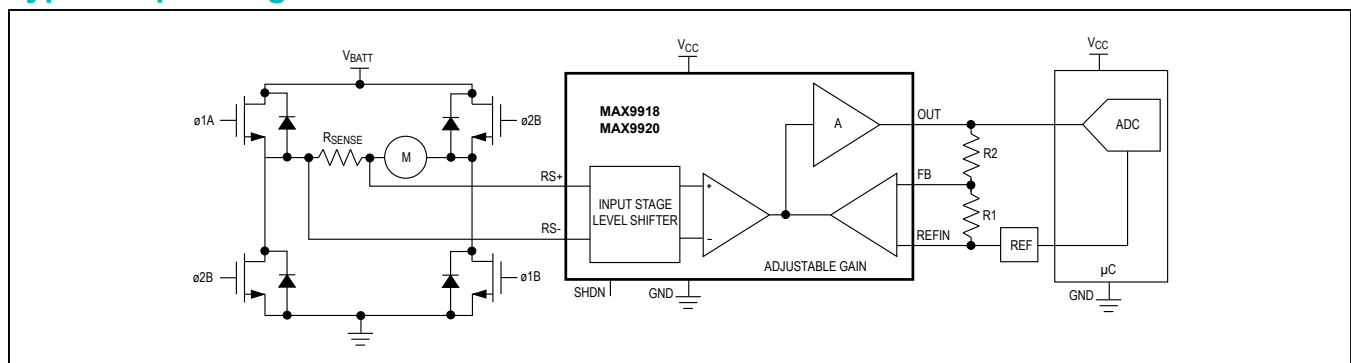 VBATT
ø1A
ø2B
RSENSE
M
ø2B
ø1B
VCC
MAX9918
MAX9920
RS+
RS-
INPUT STAGE
LEVEL SHIFTER
+
−
A
ADJUSTABLE GAIN
SHDN
GND
OUT
FB
REFIN
R2
R1
REF
VCC
ADC
µC
GND